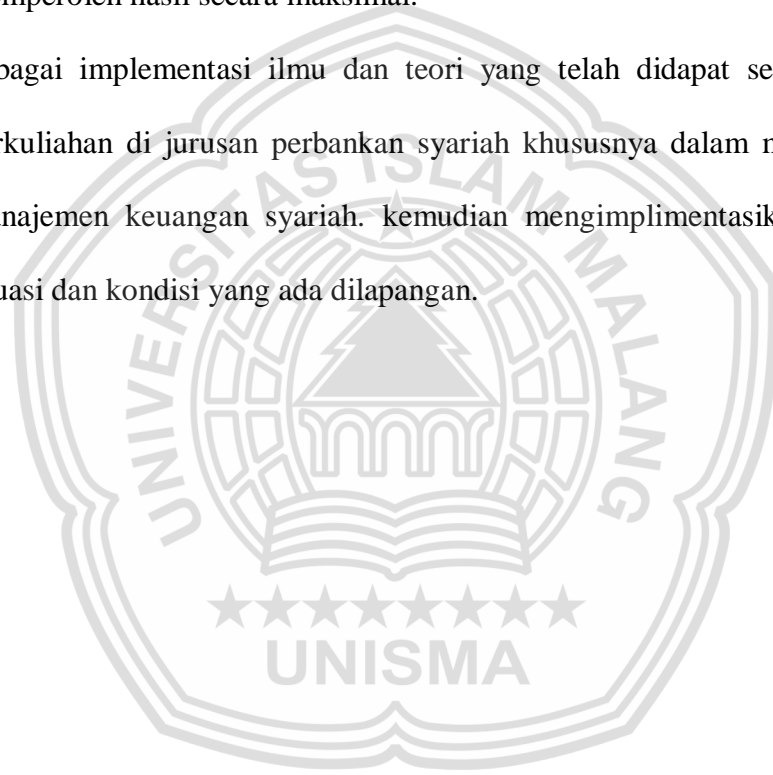 hasil secara maksimal.
bagai implementasi ilmu dan teori yang telah didapat se
rkuliahan di jurusan perbankan syariah khususnya dalam m
najemen keuangan syariah. kemudian mengimplimentasik
uasi dan kondisi yang ada dilapangan.
UNIVERSITAS ISLAM MALANG
UNISMA